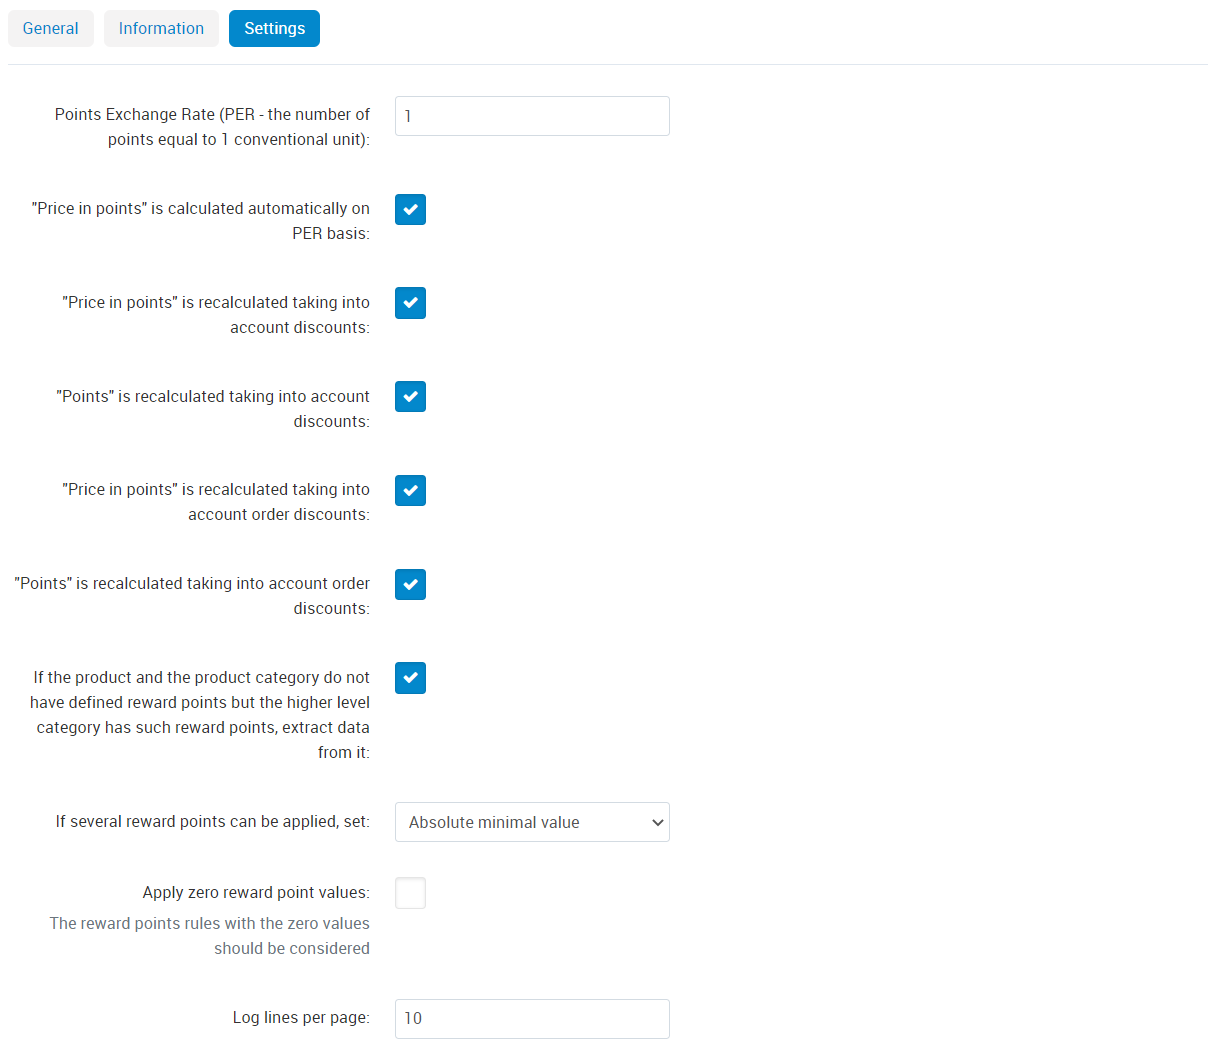 General Information Settings
Points Exchange Rate (PER - the number of
points equal to 1 conventional unit):
1
"Price in points" is calculated automatically on
PER basis:
"Price in points" is recalculated taking into
account discounts:
"Points" is recalculated taking into account
discounts:
"Price in points" is recalculated taking into
account order discounts:
"Points" is recalculated taking into account order
discounts:
If the product and the product category do not
have defined reward points but the higher level
category has such reward points, extract data
from it:
If several reward points can be applied, set:
Absolute minimal value
Apply zero reward point values:
The reward points rules with the zero values
should be considered
Log lines per page:
10